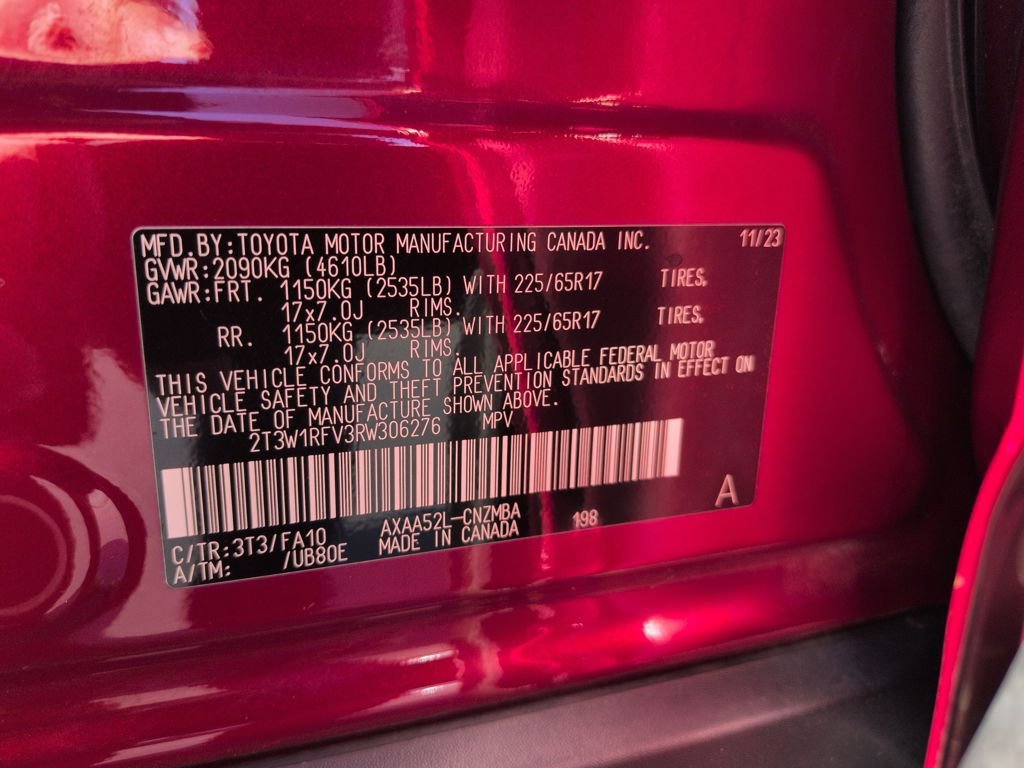 MFD.BY:TOYOTA MOTOR MANUFACTURING CANADA INC. 11/23
GVWR:2090KG (4610LB)
GAWR:FRT. 1150KG (2535LB) WITH 225/65R17 TIRES,
17x7.0J RIMS.
RR. 1150KG (2535LB) WITH 225/65R17 TIRES,
17x7.0J RIMS.
THIS VEHICLE CONFORMS TO ALL APPLICABLE FEDERAL MOTOR
VEHICLE SAFETY AND THEFT PREVENTION STANDARDS IN EFFECT ON
THE DATE OF MANUFACTURE SHOWN ABOVE.
2T3W1RFV3RW306276 MPV
A
C/TR:3T3/FA10 AXAA52L-CNZMBA 198
A/TM: /UB80E MADE IN CANADA